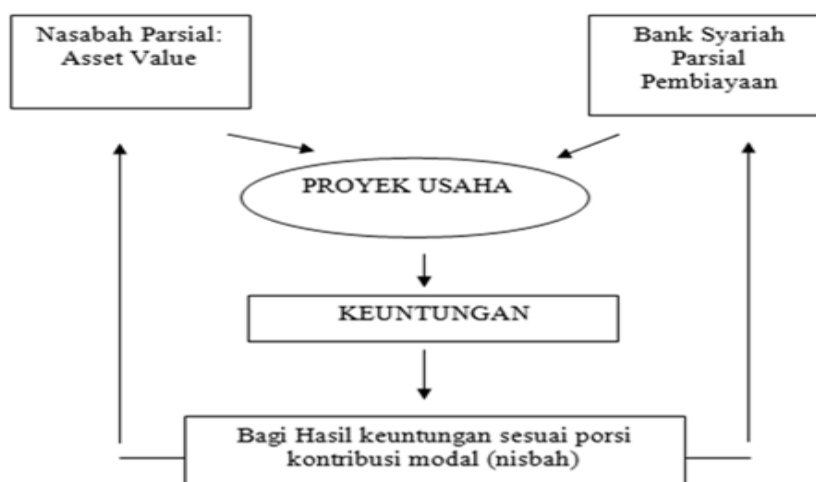 Nasabah Parsial:
Asset Value
Bank Syariah
Parsial
Pembiayaan
PROYEK USAHA
KEUNTUNGAN
Bagi Hasil keuntungan sesuai porsi
kontribusi modal (nisbah)